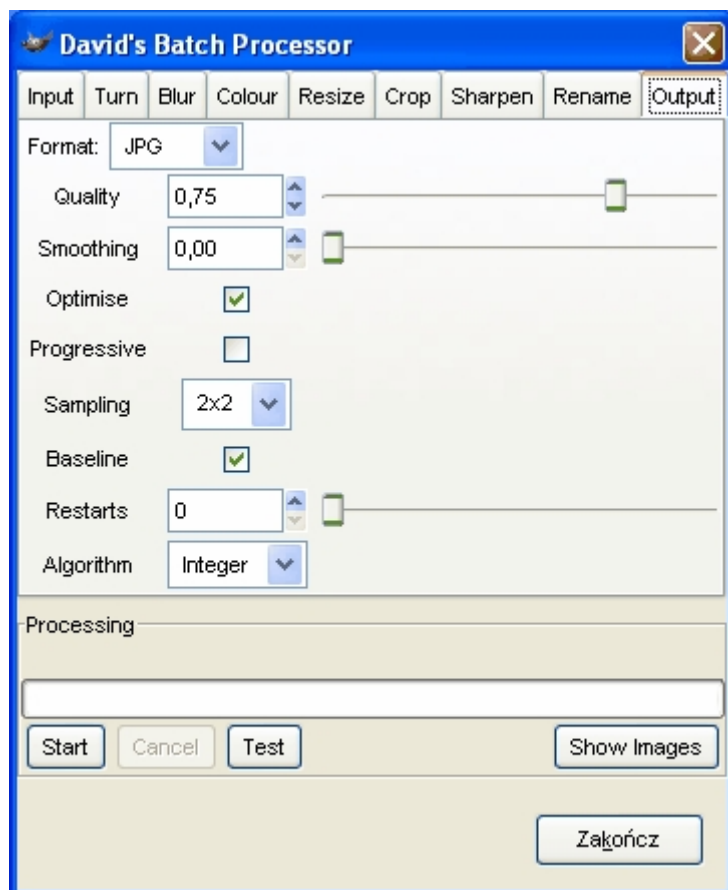 David's Batch Processor
Input Turn Blur Colour Resize Crop Sharpen Rename Output
Format: JPG
Quality 0,75
Smoothing 0,00
Optimise
Progressive
Sampling 2x2
Baseline
Restarts 0
Algorithm Integer
Processing
Start Cancel Test Show Images
Zakończ